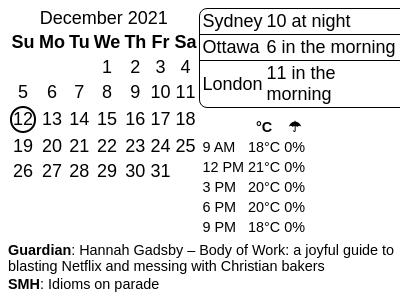 December 2021
Su Mo Tu We Th Fr Sa
1 2 3 4
5 6 7 8 9 10 11
12 13 14 15 16 17 18
19 20 21 22 23 24 25
26 27 28 29 30 31
Sydney 10 at night
Ottawa 6 in the morning
London 11 in the
morning
°C ☂
9 AM 18°C 0%
12 PM 21°C 0%
3 PM 20°C 0%
6 PM 20°C 0%
9 PM 18°C 0%
Guardian: Hannah Gadsby – Body of Work: a joyful guide to
blasting Netflix and messing with Christian bakers
SMH: Idioms on parade